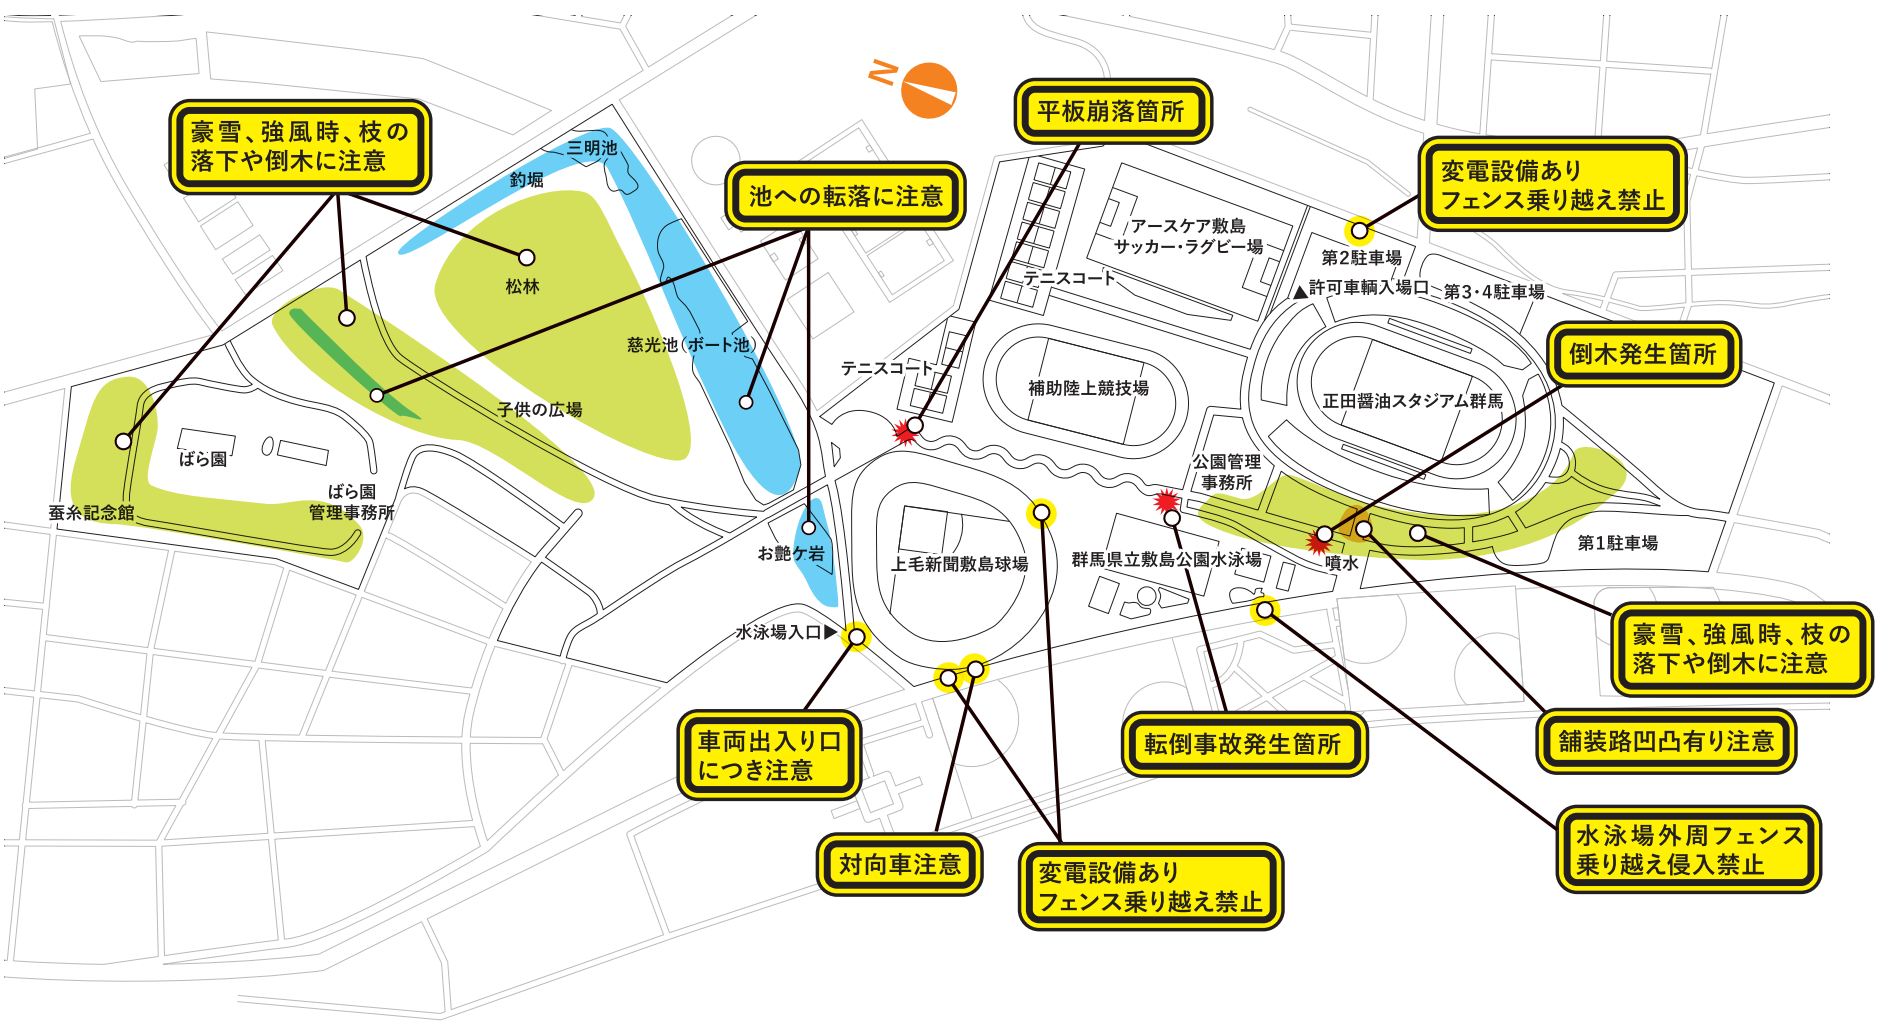 N
平板崩落箇所
豪雪、強風時、枝の
落下や倒木に注意
変電設備あり
フェンス乗り越え禁止
三明池
釣堀
池への転落に注意
アースケア敷島
サッカー・ラグビー場
第2駐車場
テニスコート
▲許可車輌入場口
第3・4駐車場
松林
慈光池（ボート池）
倒木発生箇所
テニスコート
補助陸上競技場
正田醤油スタジアム群馬
子供の広場
ばら園
公園管理
事務所
ばら園
管理事務所
蚕糸記念館
お艶ケ岩
上毛新聞敷島球場
群馬県立敷島公園水泳場
噴水
第1駐車場
水泳場入口▶
豪雪、強風時、枝の
落下や倒木に注意
車両出入り口
につき注意
転倒事故発生箇所
舗装路凹凸有り注意
対向車注意
変電設備あり
フェンス乗り越え禁止
水泳場外周フェンス
乗り越え侵入禁止